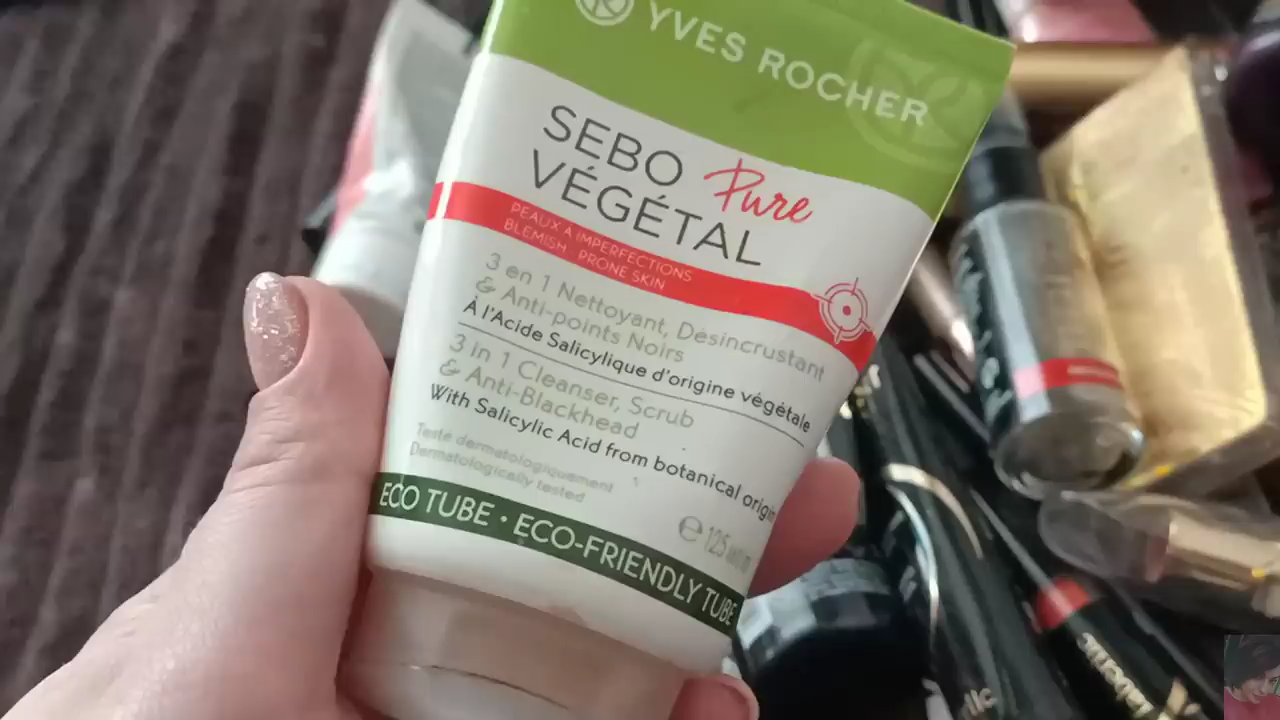 YVES ROCHER
SEBO
VÉGÉTAL
Pure
PEAUX À IMPERFECTIONS
BLEMISH PRONE SKIN
3 en 1 Nettoyant, Désincrustant
& Anti-points Noirs
À l'Acide Salicylique d'origine végétale
3 in 1 Cleanser, Scrub
& Anti-Blackhead
With Salicylic Acid from botanical origin
Testé dermatologiquement
Dermatologically tested
ECO TUBE • ECO-FRIENDLY TUBE
℮ 125